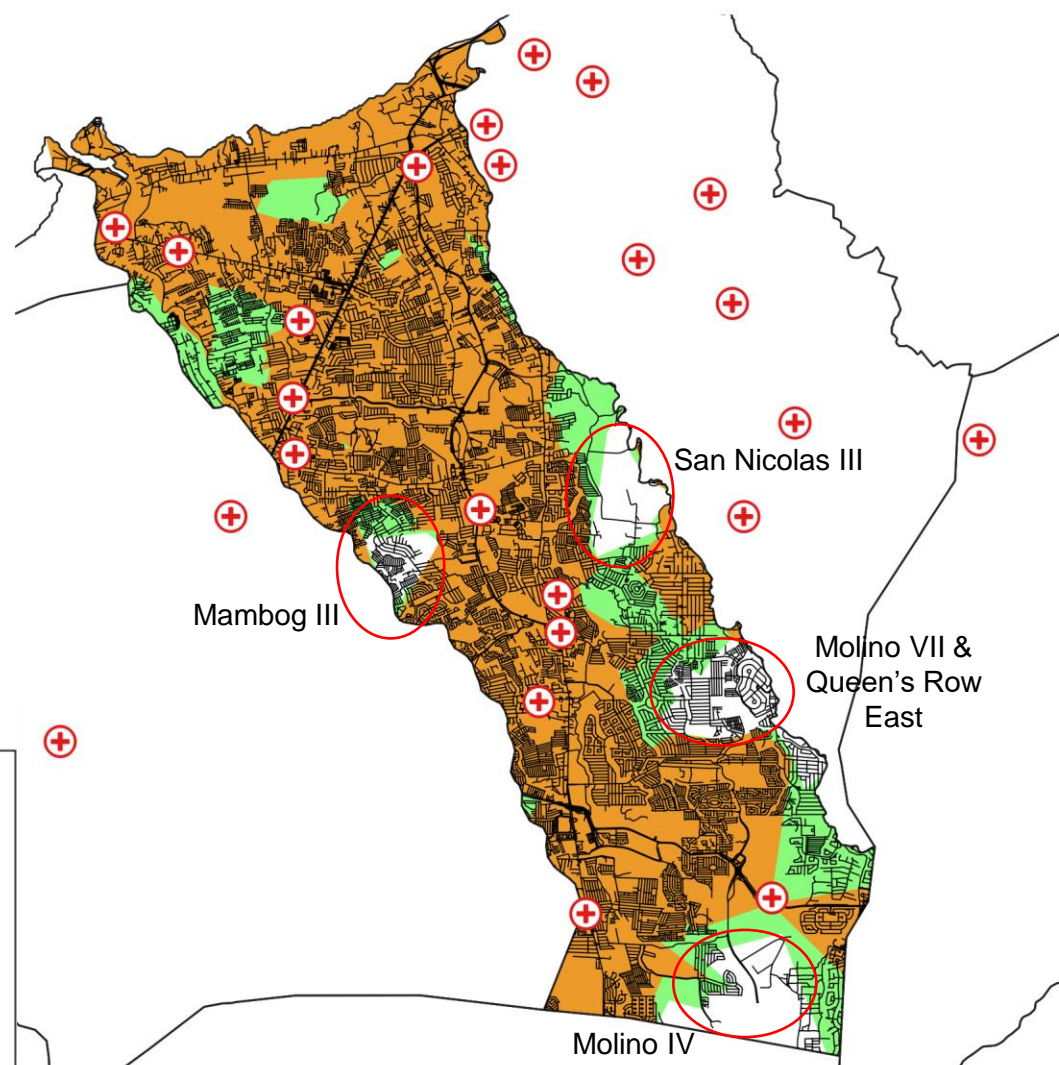 San Nicolas III
Mambog III
Molino VII &
Queen's Row
East
Molino IV